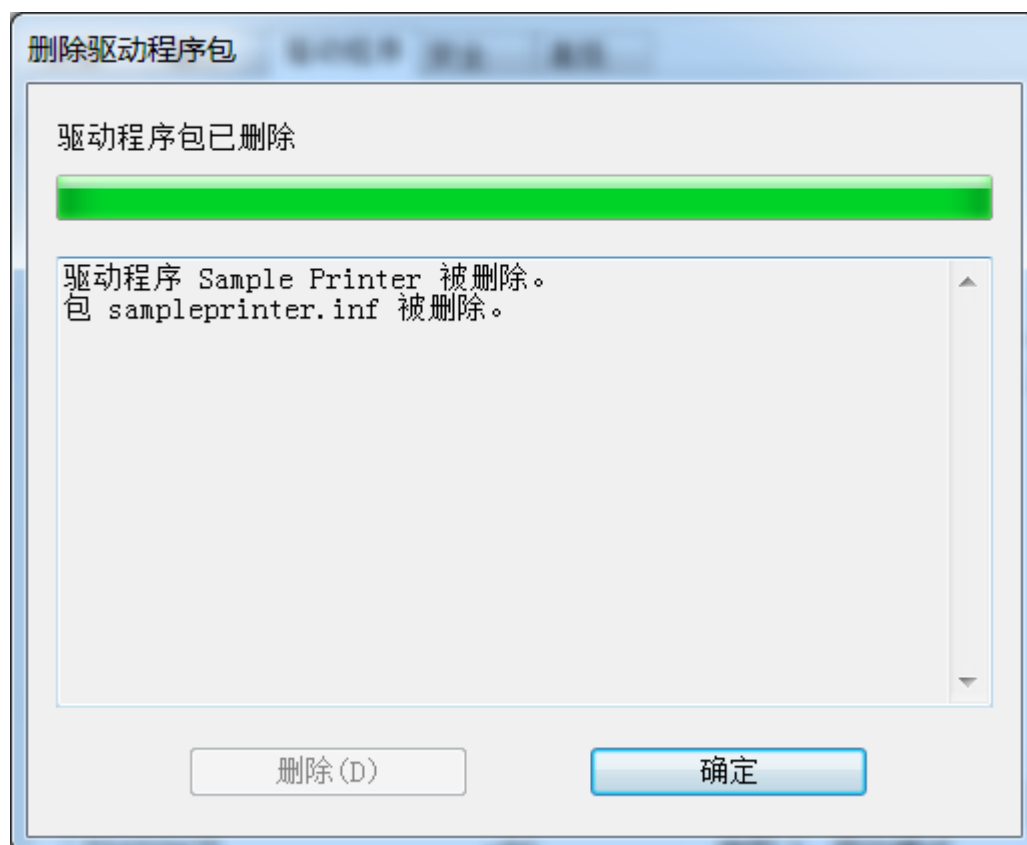 删除驱动程序包
驱动程序包已删除
驱动程序 Sample Printer 被删除。
包 sampleprinter.inf 被删除。
删除(D)
确定